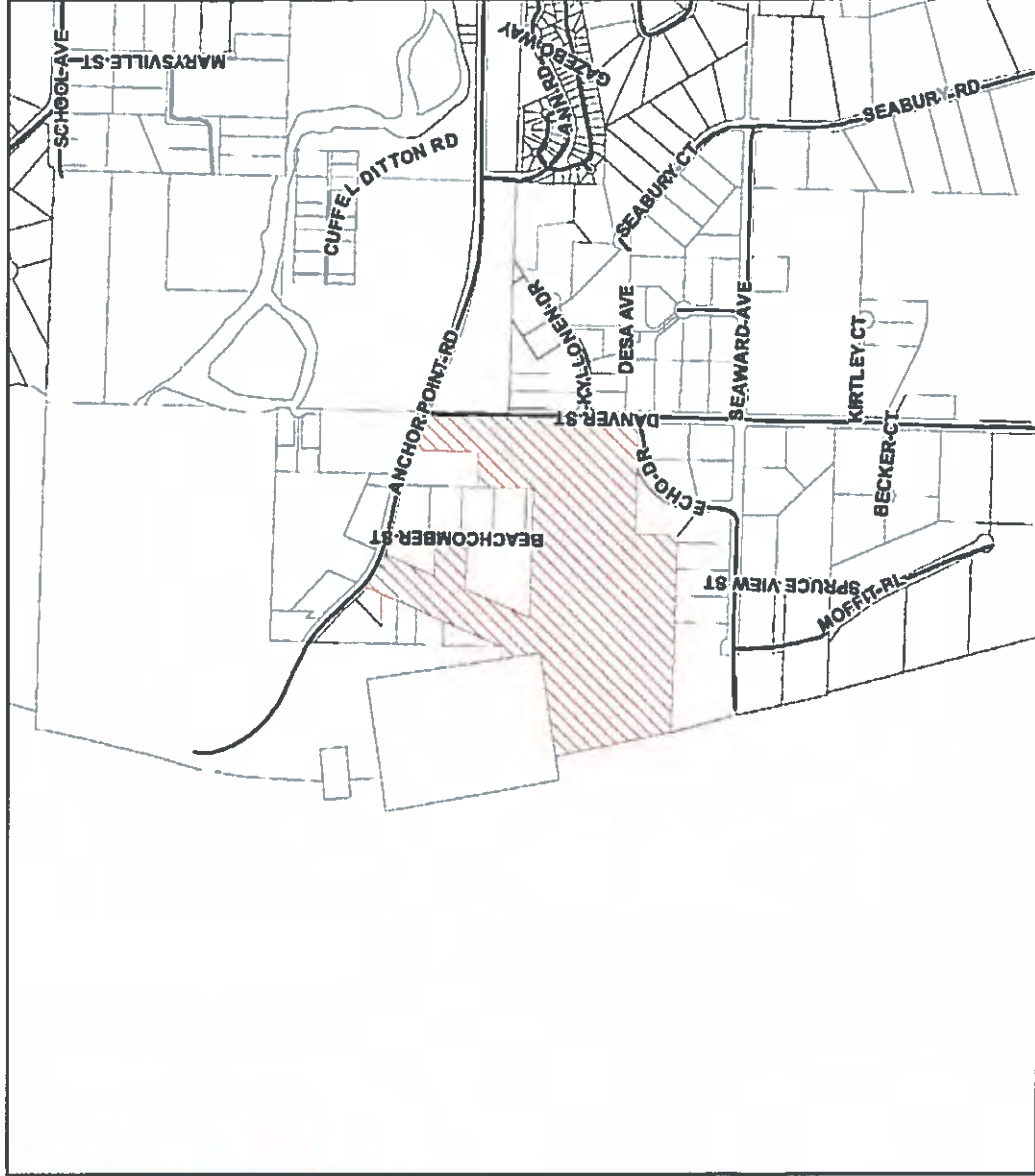 SCHOOL AVE
MARYSVILLE ST
GAZEBO WAY
ANN RD
SEABURY RD
CUFFEL DITTON RD
SEABURY CT
KYLLONEN DR
DESA AVE
SEAWARD AVE
KIRTLEY CT
ANCHOR POINT RD
DANVER ST
BECKER CT
ECHO DR
BEACHCOMBER ST
SPRUCE VIEW ST
MOFFIT PL